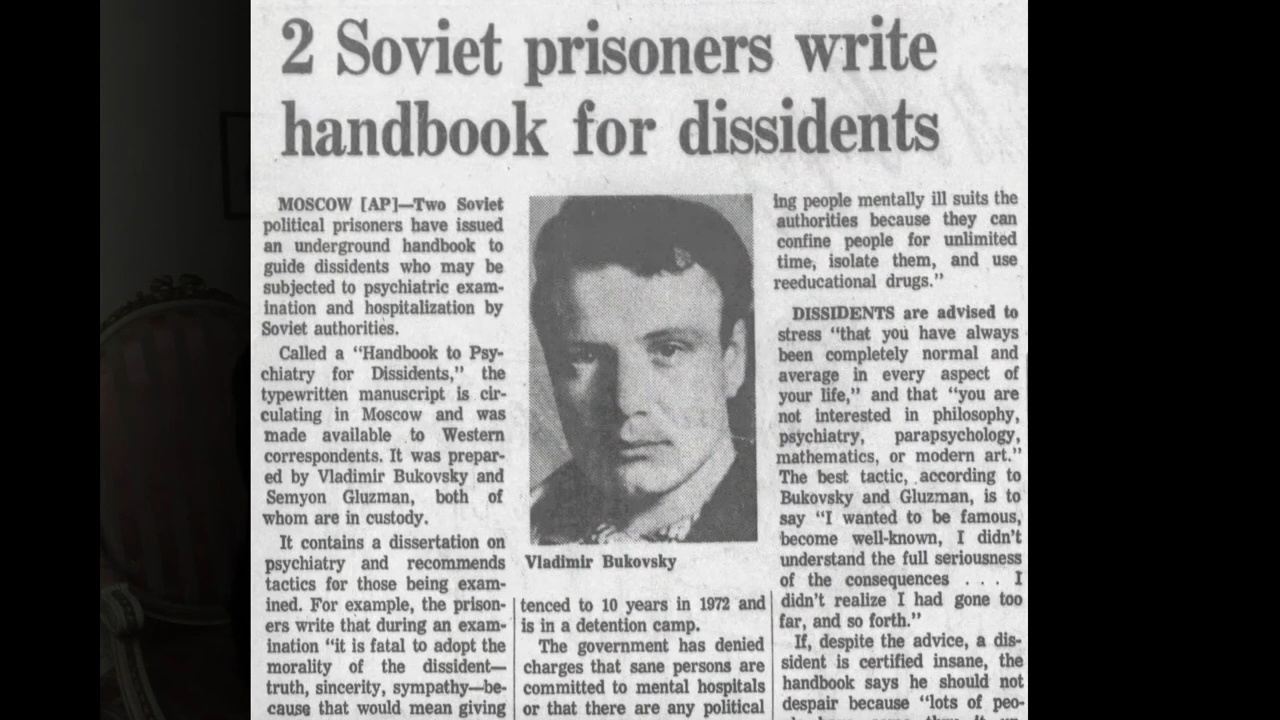 2 Soviet prisoners write
handbook for dissidents
MOSCOW [AP]—Two Soviet
political prisoners have issued
an underground handbook to
guide dissidents who may be
subjected to psychiatric exam-
ination and hospitalization by
Soviet authorities.
Called a "Handbook to Psy-
chiatry for Dissidents," the
typewritten manuscript is cir-
culating in Moscow and was
made available to Western
correspondents. It was prepar-
ed by Vladimir Bukovsky and
Semyon Gluzman, both of
whom are in custody.
It contains a dissertation on
psychiatry and recommends
tactics for those being exam-
ined. For example, the prison-
ers write that during an exam-
ination "it is fatal to adopt the
morality of the dissident—
truth, sincerity, sympathy—be-
cause that would mean giving
Vladimir Bukovsky
tenced to 10 years in 1972 and
is in a detention camp.
The government has denied
charges that sane persons are
committed to mental hospitals
or that there are any political
ing people mentally ill suits the
authorities because they can
confine people for unlimited
time, isolate them, and use
reeducational drugs."
DISSIDENTS are advised to
stress "that you have always
been completely normal and
average in every aspect of
your life," and that "you are
not interested in philosophy,
psychiatry, parapsychology,
mathematics, or modern art."
The best tactic, according to
Bukovsky and Gluzman, is to
say "I wanted to be famous,
become well-known, I didn't
understand the full seriousness
of the consequences . . . I
didn't realize I had gone too
far, and so forth."
If, despite the advice, a dis-
sident is certified insane, the
handbook says he should not
despair because "lots of peo-